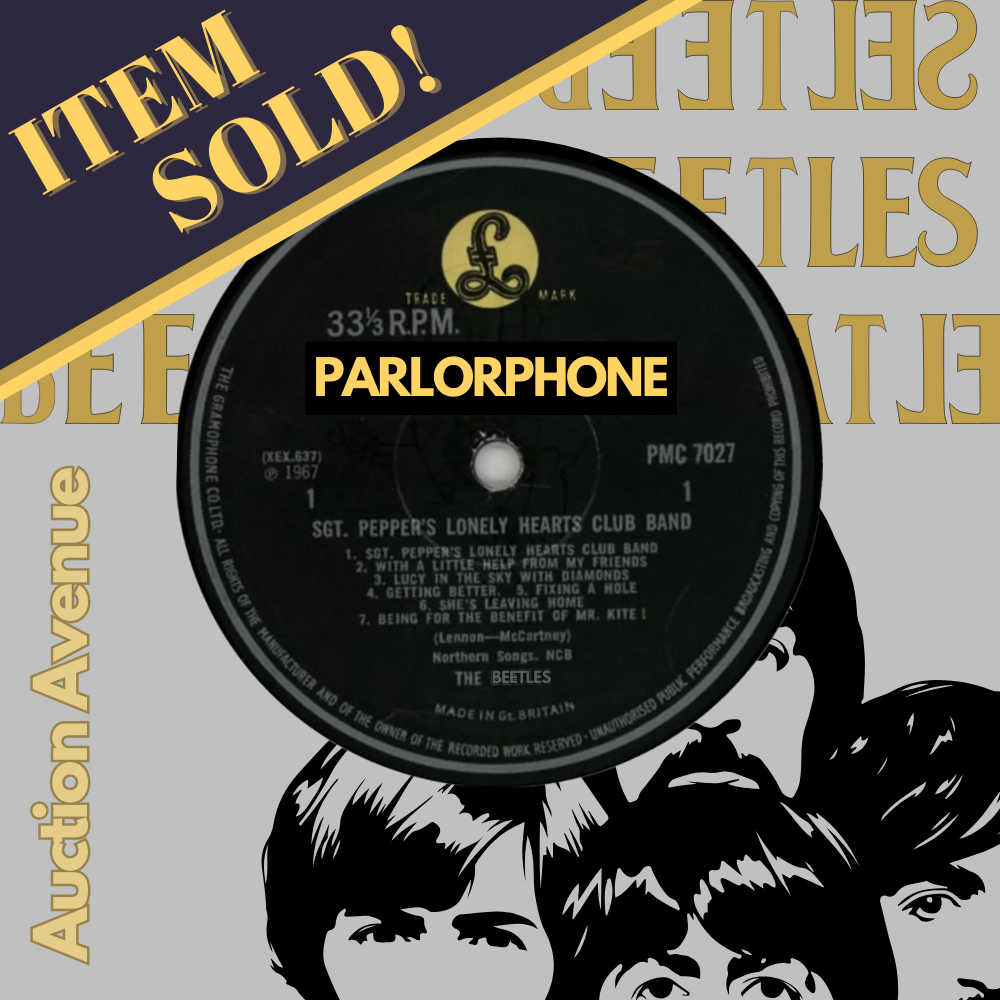 ITEM
SOLD!
ETLES
BEE
£
TRADE MARK
33⅓ R.P.M.
PARLORPHONE
(XEX.637)
℗ 1967
1
PMC 7027
1
SGT. PEPPER'S LONELY HEARTS CLUB BAND
1. SGT. PEPPER'S LONELY HEARTS CLUB BAND
2. WITH A LITTLE HELP FROM MY FRIENDS
3. LUCY IN THE SKY WITH DIAMONDS
4. GETTING BETTER. 5. FIXING A HOLE
6. SHE'S LEAVING HOME
7. BEING FOR THE BENEFIT OF MR. KITE !
(Lennon—McCartney)
Northern Songs. NCB
THE BEETLES
MADE IN Gt. BRITAIN
THE GRAMOPHONE CO. LTD. · ALL RIGHTS OF THE MANUFACTURER AND OF THE OWNER OF THE RECORDED WORK RESERVED · UNAUTHORISED PUBLIC PERFORMANCE BROADCASTING AND COPYING OF THIS RECORD PROHIBITED
Auction Avenue